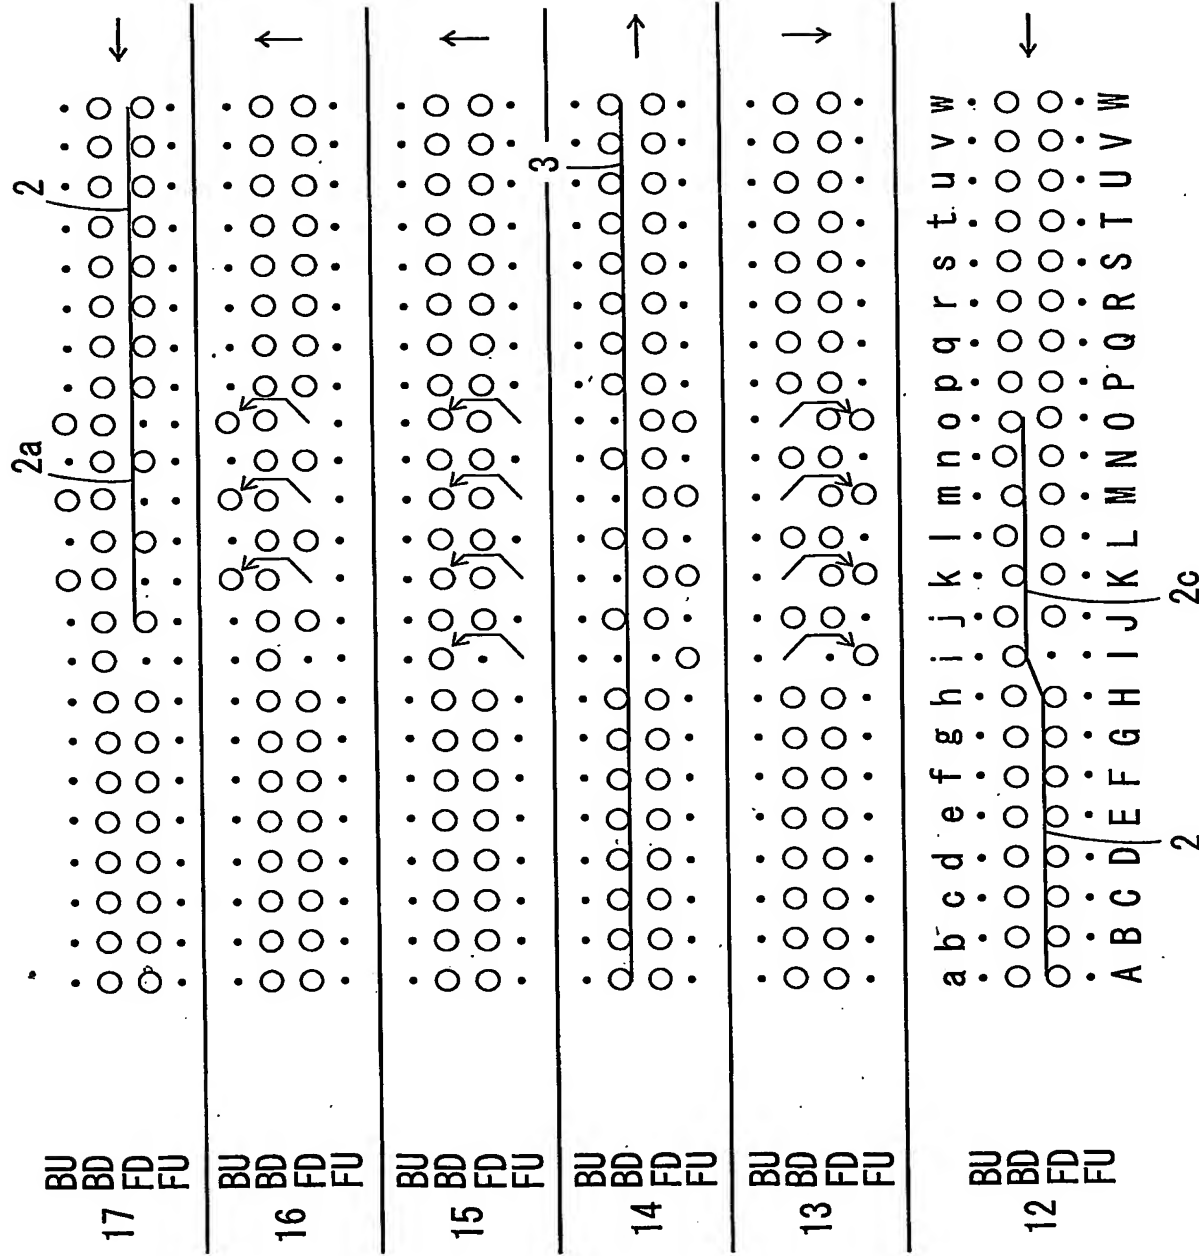 2a 2
17 BU
BD
FD
FU
←
16 BU
BD
FD
FU
↑
15 BU
BD
FD
FU
↑
3
14 BU
BD
FD
FU
→
13 BU
BD
FD
FU
↓
a b c d e f g h i j k l m n o p q r s t u v w
12 BU
BD
FD
FU
←
A B C D E F G H I J K L M N O P Q R S T U V W
2 2c